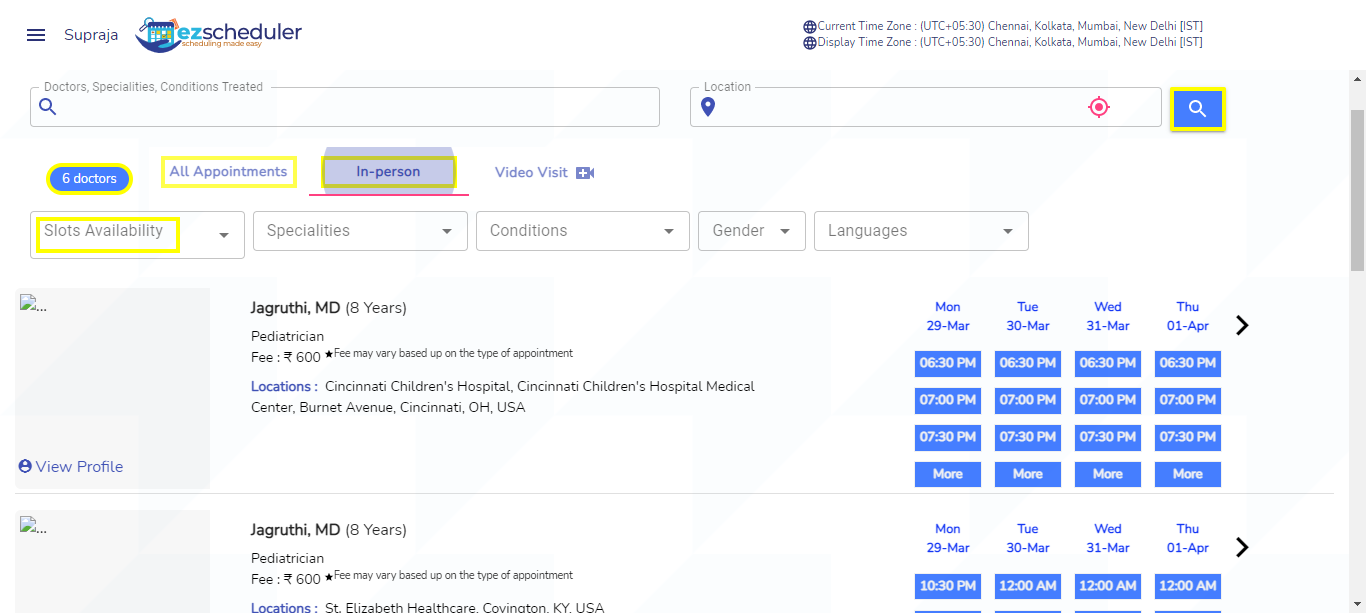 Supraja
ezscheduler
scheduling made easy
Current Time Zone : (UTC+05:30) Chennai, Kolkata, Mumbai, New Delhi [IST]
Display Time Zone : (UTC+05:30) Chennai, Kolkata, Mumbai, New Delhi [IST]
Doctors, Specialities, Conditions Treated
Location
6 doctors
All Appointments
In-person
Video Visit
Slots Availability
Specialities
Conditions
Gender
Languages
...
Jagruthi, MD (8 Years)
Pediatrician
Fee : ₹ 600 ★Fee may vary based up on the type of appointment
Locations : Cincinnati Children's Hospital, Cincinnati Children's Hospital Medical
Center, Burnet Avenue, Cincinnati, OH, USA
View Profile
Mon Tue Wed Thu
29-Mar 30-Mar 31-Mar 01-Apr
06:30 PM 06:30 PM 06:30 PM 06:30 PM
07:00 PM 07:00 PM 07:00 PM 07:00 PM
07:30 PM 07:30 PM 07:30 PM 07:30 PM
More More More More
...
Jagruthi, MD (8 Years)
Pediatrician
Fee : ₹ 600 ★Fee may vary based up on the type of appointment
Locations : St. Elizabeth Healthcare, Covington, KY, USA
Mon Tue Wed Thu
29-Mar 30-Mar 31-Mar 01-Apr
10:30 PM 12:00 AM 12:00 AM 12:00 AM